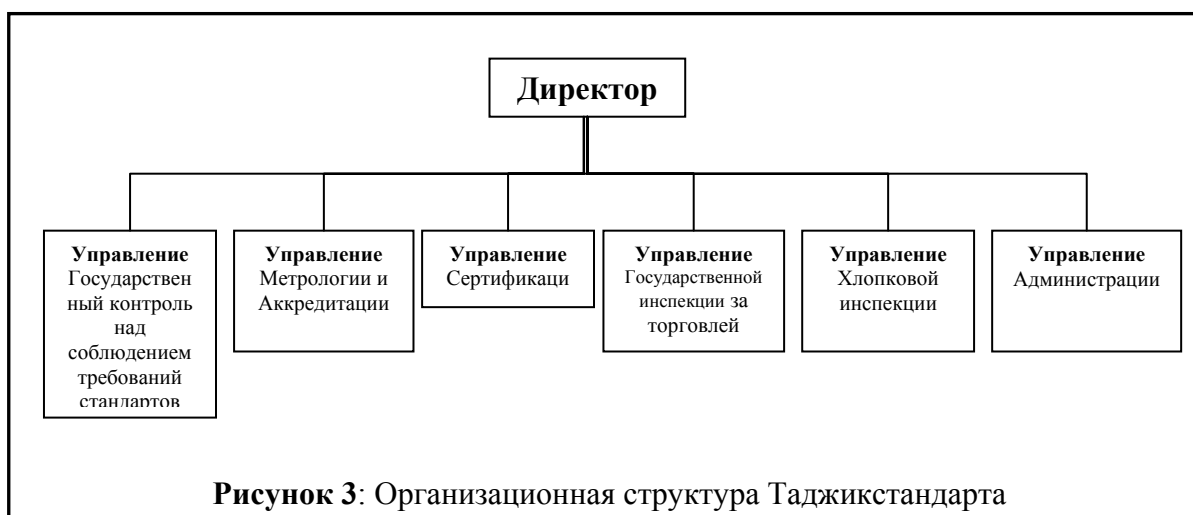 Директор
Управление
Государствен
ный контроль
над
соблюдением
требований
стандартов
Управление
Метрологии и
Аккредитации
Управление
Сертификаци
Управление
Государственной
инспекции за
торговлей
Управление
Хлопковой
инспекции
Управление
Администрации
Рисунок 3: Организационная структура Таджикстандарта